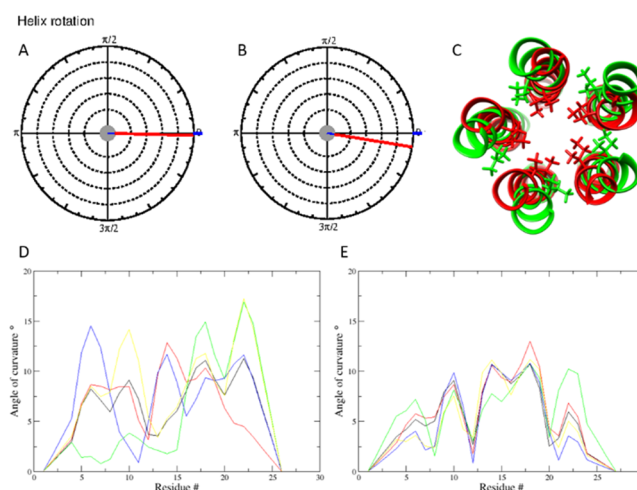 Helix rotation
A
B
C
π/2
π/2
π
0
π
3π/2
3π/2
D
E
20
15
10
5
0
Angle of curvature °
0
5
10
15
20
25
30
Residue #
20
15
10
5
0
Angle of curvature °
0
5
10
15
20
25
Residue #